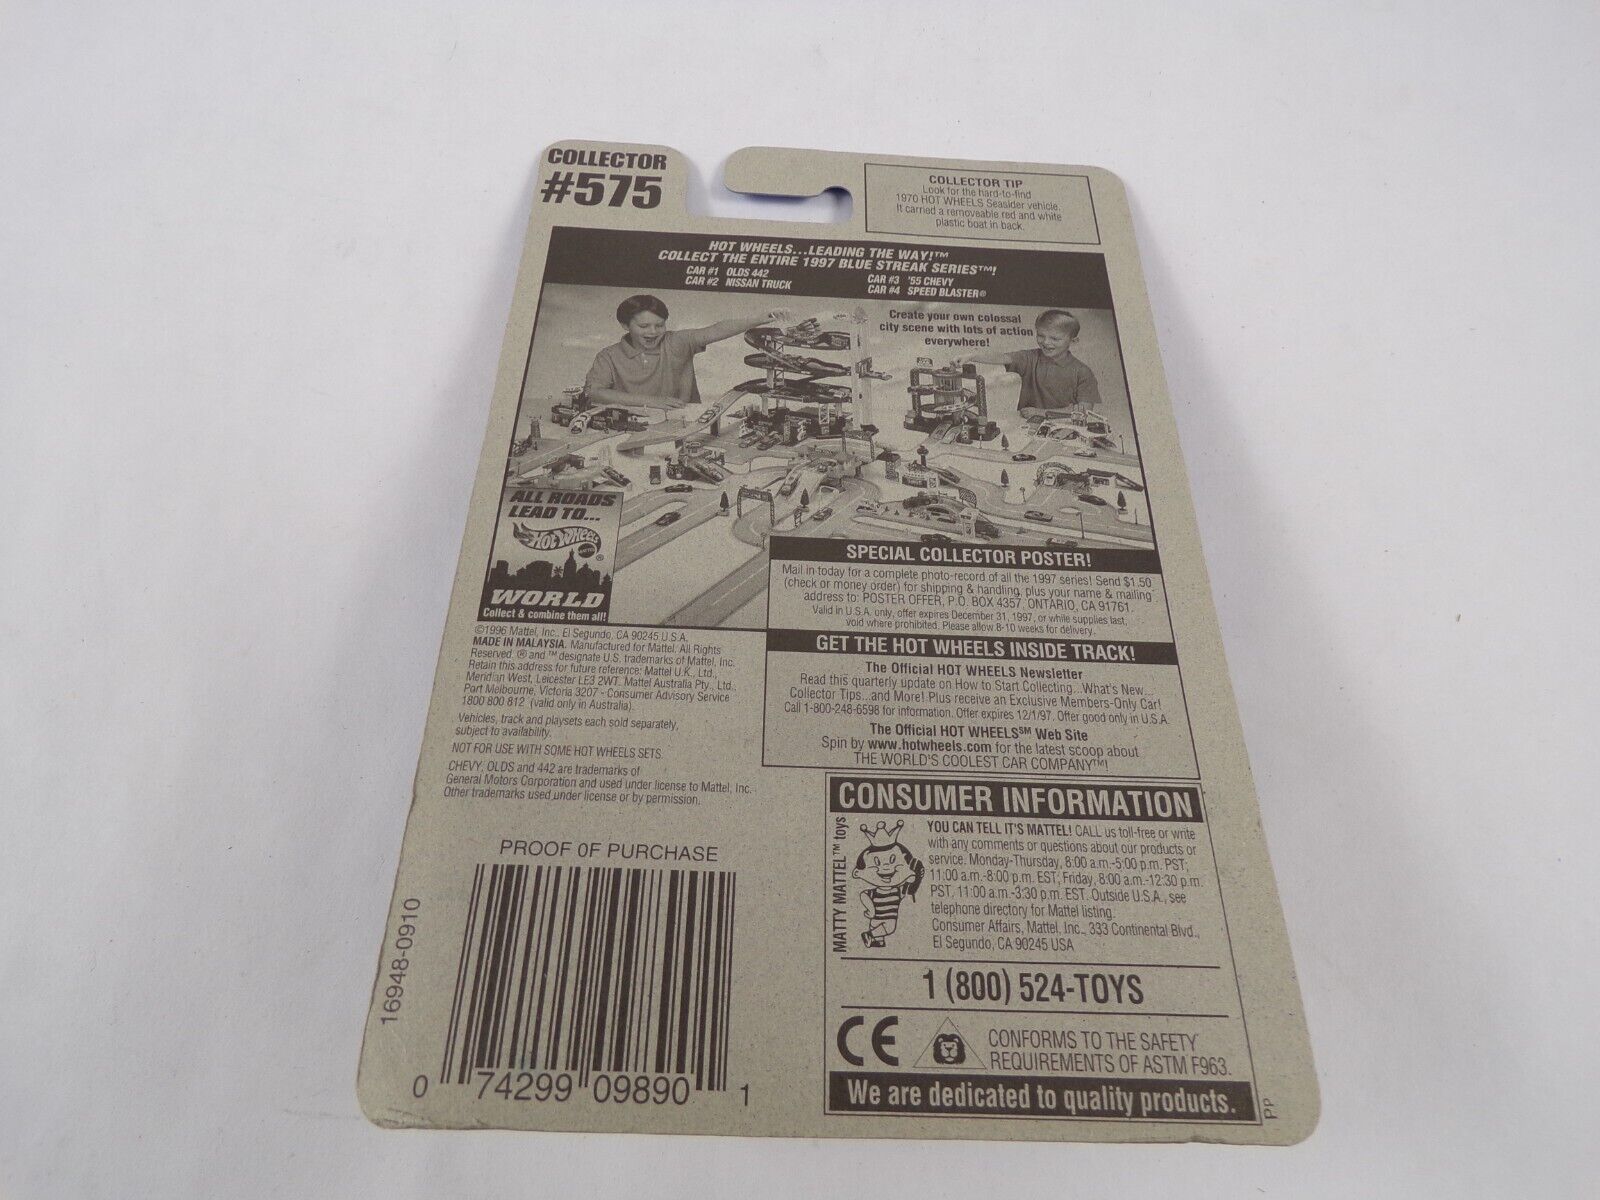 COLLECTOR
#575
COLLECTOR TIP
Look for the hard-to-find
1970 HOT WHEELS Seasider vehicle.
It carried a removeable red and white
plastic boat in back.
HOT WHEELS...LEADING THE WAY!™
COLLECT THE ENTIRE 1997 BLUE STREAK SERIES™!
CAR #1 OLDS 442
CAR #2 NISSAN TRUCK
CAR #3 '55 CHEVY
CAR #4 SPEED BLASTER®
Create your own colossal
city scene with lots of action
everywhere!
ALL ROADS
LEAD TO...
HOT WHEELS
MATTEL
®
WORLD
Collect & combine them all!
SPECIAL COLLECTOR POSTER!
Mail in today for a complete photo-record of all the 1997 series! Send $1.50
(check or money order) for shipping & handling, plus your name & mailing
address to: POSTER OFFER, P.O. BOX 4357, ONTARIO, CA 91761.
Valid in U.S.A. only, offer expires December 31, 1997, or while supplies last,
void where prohibited. Please allow 8-10 weeks for delivery.
GET THE HOT WHEELS INSIDE TRACK!
The Official HOT WHEELS Newsletter
Read this quarterly update on How to Start Collecting...What's New...
Collector Tips...and More! Plus receive an Exclusive Members-Only Car!
Call 1-800-248-6598 for information. Offer expires 12/1/97. Offer good only in U.S.A.
The Official HOT WHEELS℠ Web Site
Spin by www.hotwheels.com for the latest scoop about
THE WORLD'S COOLEST CAR COMPANY™!
©1996 Mattel, Inc., El Segundo, CA 90245 U.S.A.
MADE IN MALAYSIA. Manufactured for Mattel. All Rights
Reserved. ® and ™ designate U.S. trademarks of Mattel, Inc.
Retain this address for future reference: Mattel U.K., Ltd.,
Meridian West, Leicester LE3 2WT. Mattel Australia Pty., Ltd.,
Port Melbourne, Victoria 3207 - Consumer Advisory Service
1800 800 812 (valid only in Australia).
Vehicles, track and playsets each sold separately,
subject to availability.
NOT FOR USE WITH SOME HOT WHEELS SETS.
CHEVY, OLDS and 442 are trademarks of
General Motors Corporation and used under license to Mattel, Inc.
Other trademarks used under license or by permission.
PROOF OF PURCHASE
16948-0910
0 74299 09890 1
CONSUMER INFORMATION
MATTY MATTEL™ toys
YOU CAN TELL IT'S MATTEL! CALL us toll-free or write
with any comments or questions about our products or
service. Monday-Thursday, 8:00 a.m.-5:00 p.m. PST;
11:00 a.m.-8:00 p.m. EST; Friday, 8:00 a.m.-12:30 p.m.
PST, 11:00 a.m.-3:30 p.m. EST. Outside U.S.A., see
telephone directory for Mattel listing.
Consumer Affairs, Mattel, Inc., 333 Continental Blvd.,
El Segundo, CA 90245 USA
1 (800) 524-TOYS
CE
CONFORMS TO THE SAFETY
REQUIREMENTS OF ASTM F963.
We are dedicated to quality products.
PP